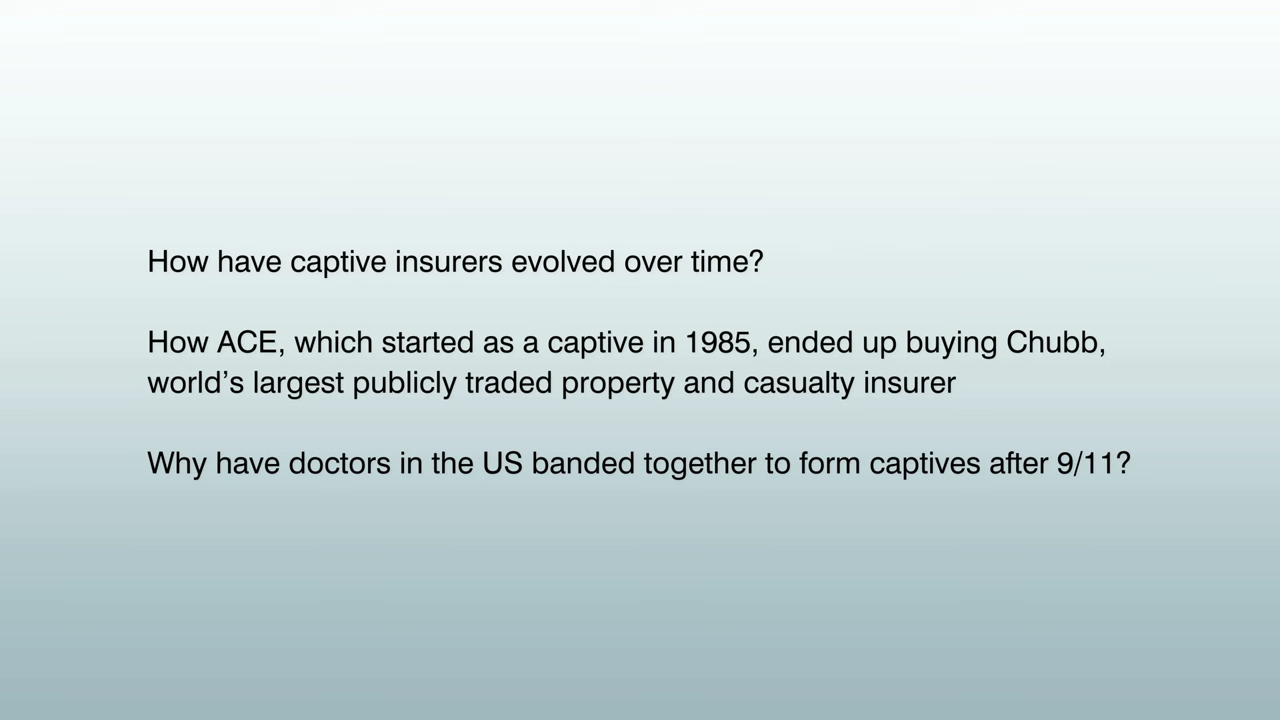 How have captive insurers evolved over time?
How ACE, which started as a captive in 1985, ended up buying Chubb,
world’s largest publicly traded property and casualty insurer
Why have doctors in the US banded together to form captives after 9/11?